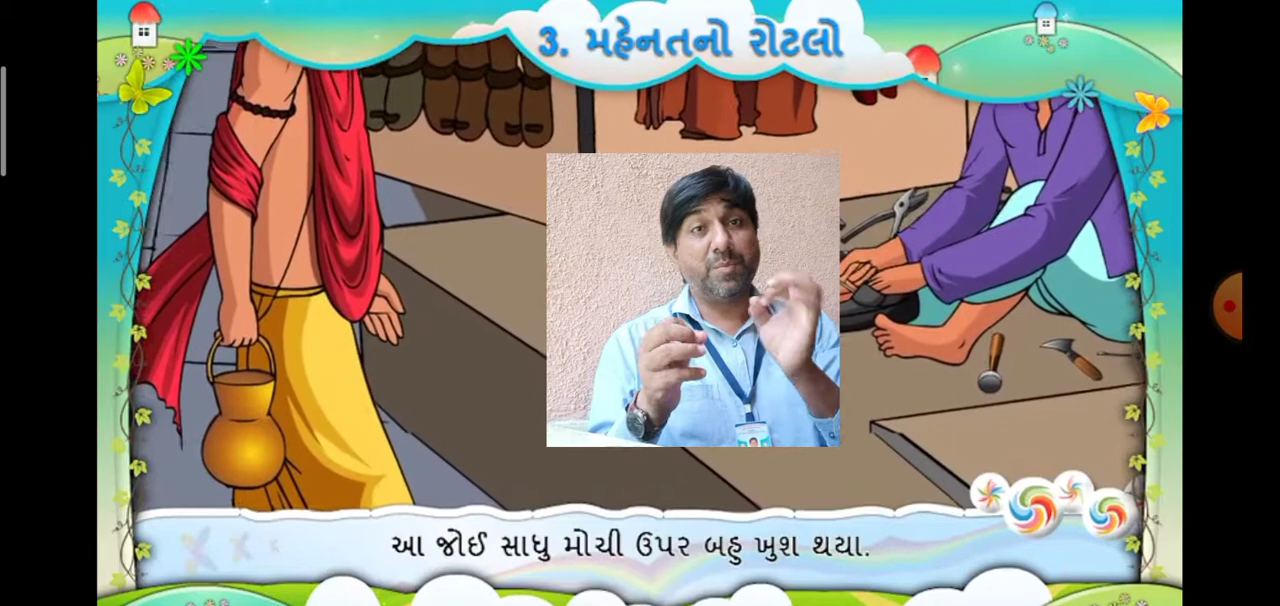 3. મહેનતનો રોટલો
આ જોઈ સાધુ મોચી ઉપર બહુ ખુશ થયા.